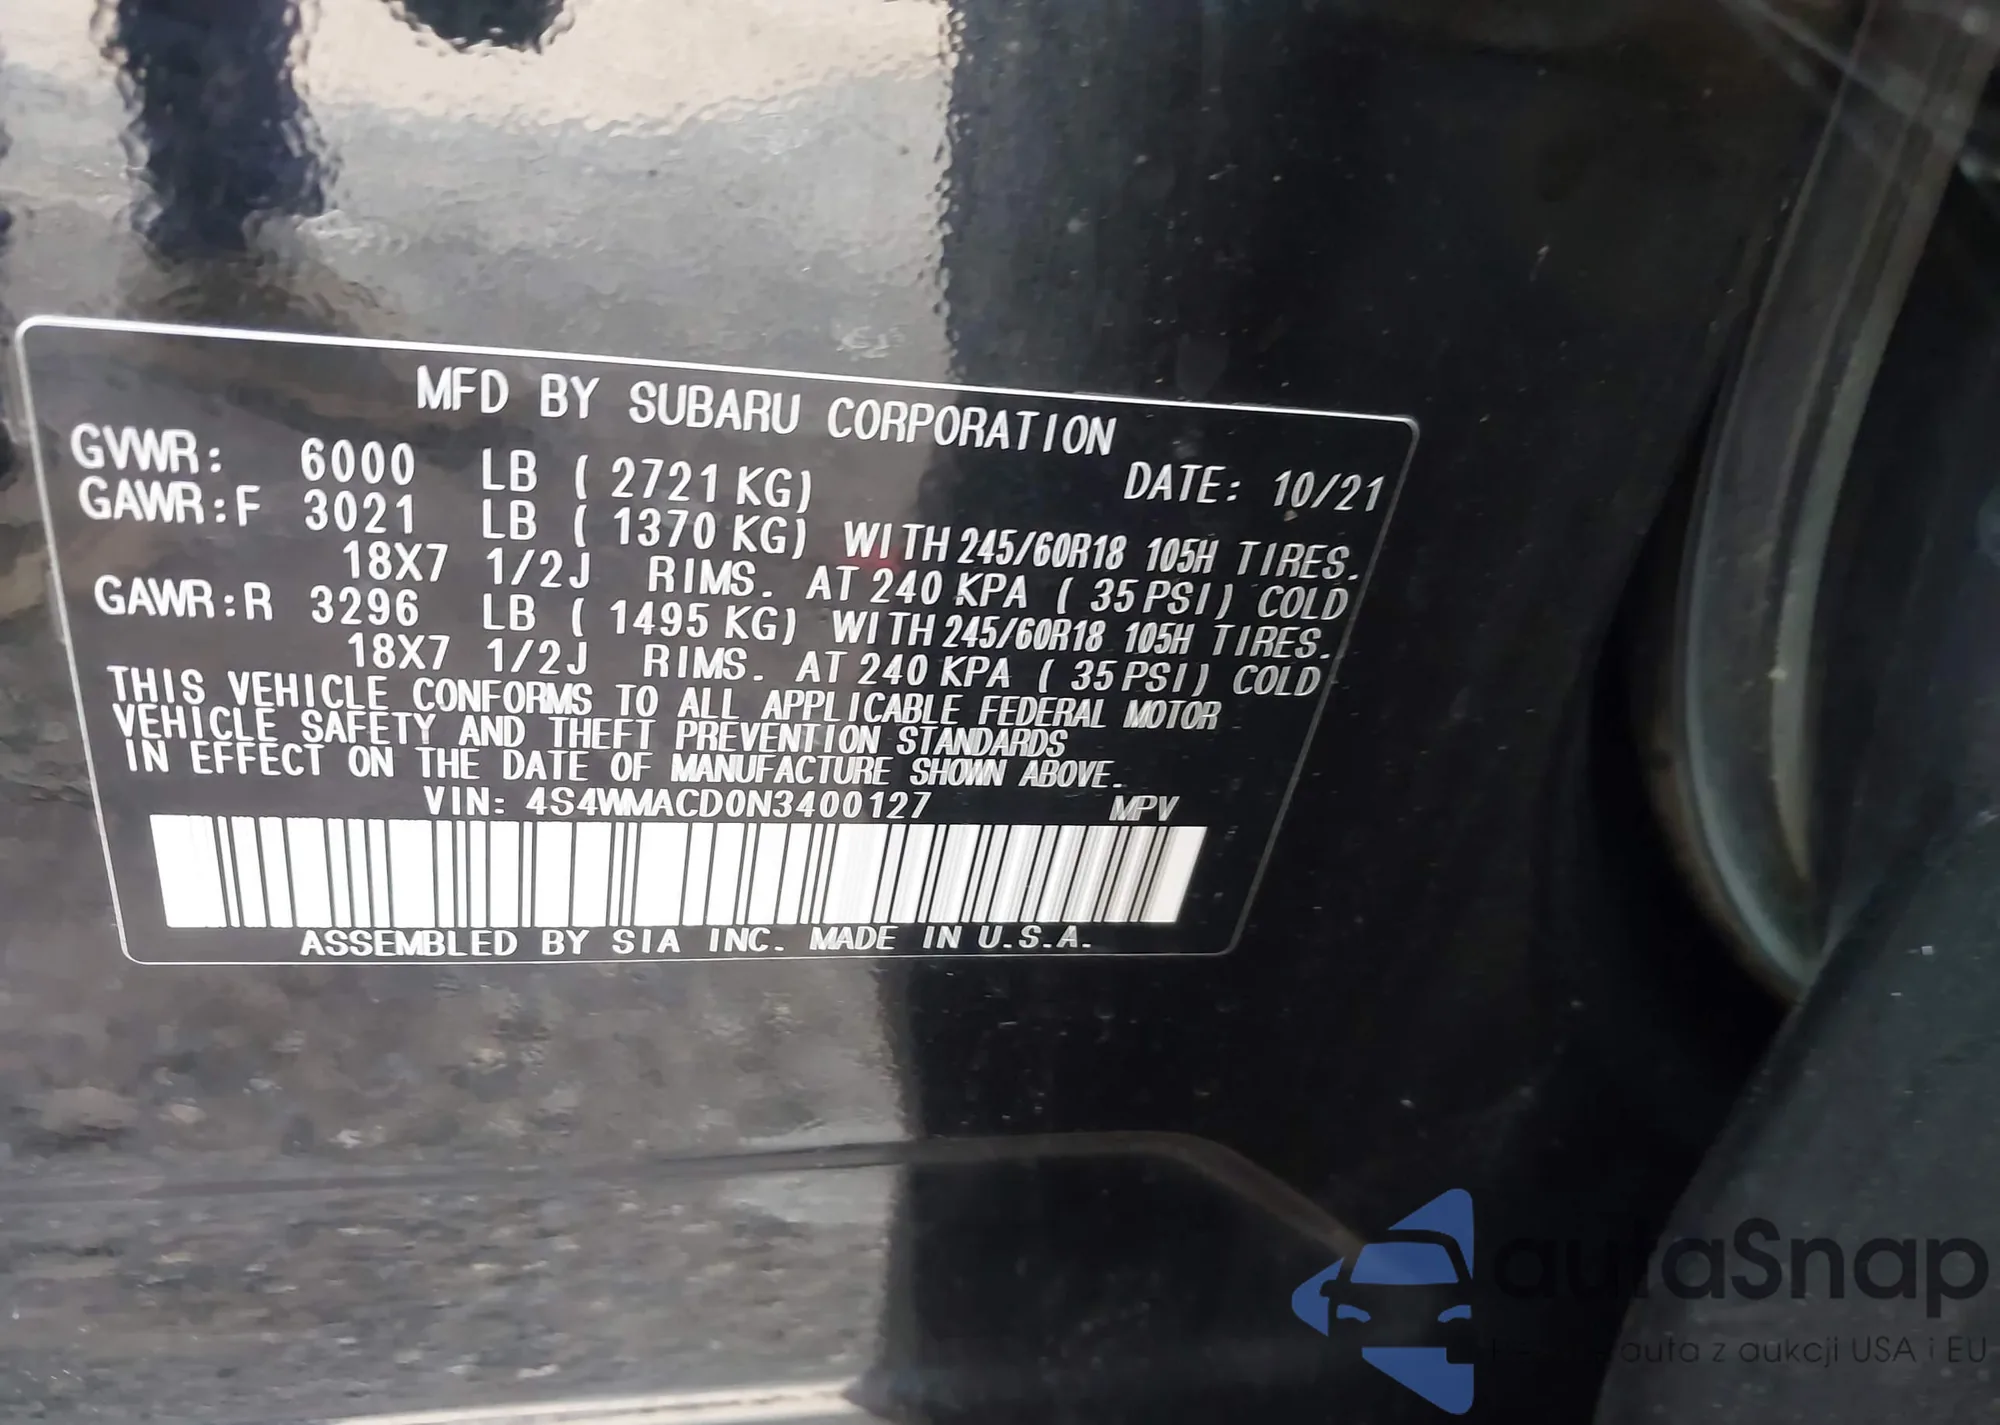 MFD BY SUBARU CORPORATION
GVWR: 6000 LB ( 2721 KG) DATE: 10/21
GAWR:F 3021 LB ( 1370 KG) WITH 245/60R18 105H TIRES.
18X7 1/2J RIMS. AT 240 KPA ( 35 PSI) COLD
GAWR:R 3296 LB ( 1495 KG) WITH 245/60R18 105H TIRES.
18X7 1/2J RIMS. AT 240 KPA ( 35 PSI) COLD
THIS VEHICLE CONFORMS TO ALL APPLICABLE FEDERAL MOTOR
VEHICLE SAFETY AND THEFT PREVENTION STANDARDS
IN EFFECT ON THE DATE OF MANUFACTURE SHOWN ABOVE.
VIN: 4S4WMACD0N3400127 MPV
ASSEMBLED BY SIA INC. MADE IN U.S.A.
autaSnap
auta z aukcji USA i EU